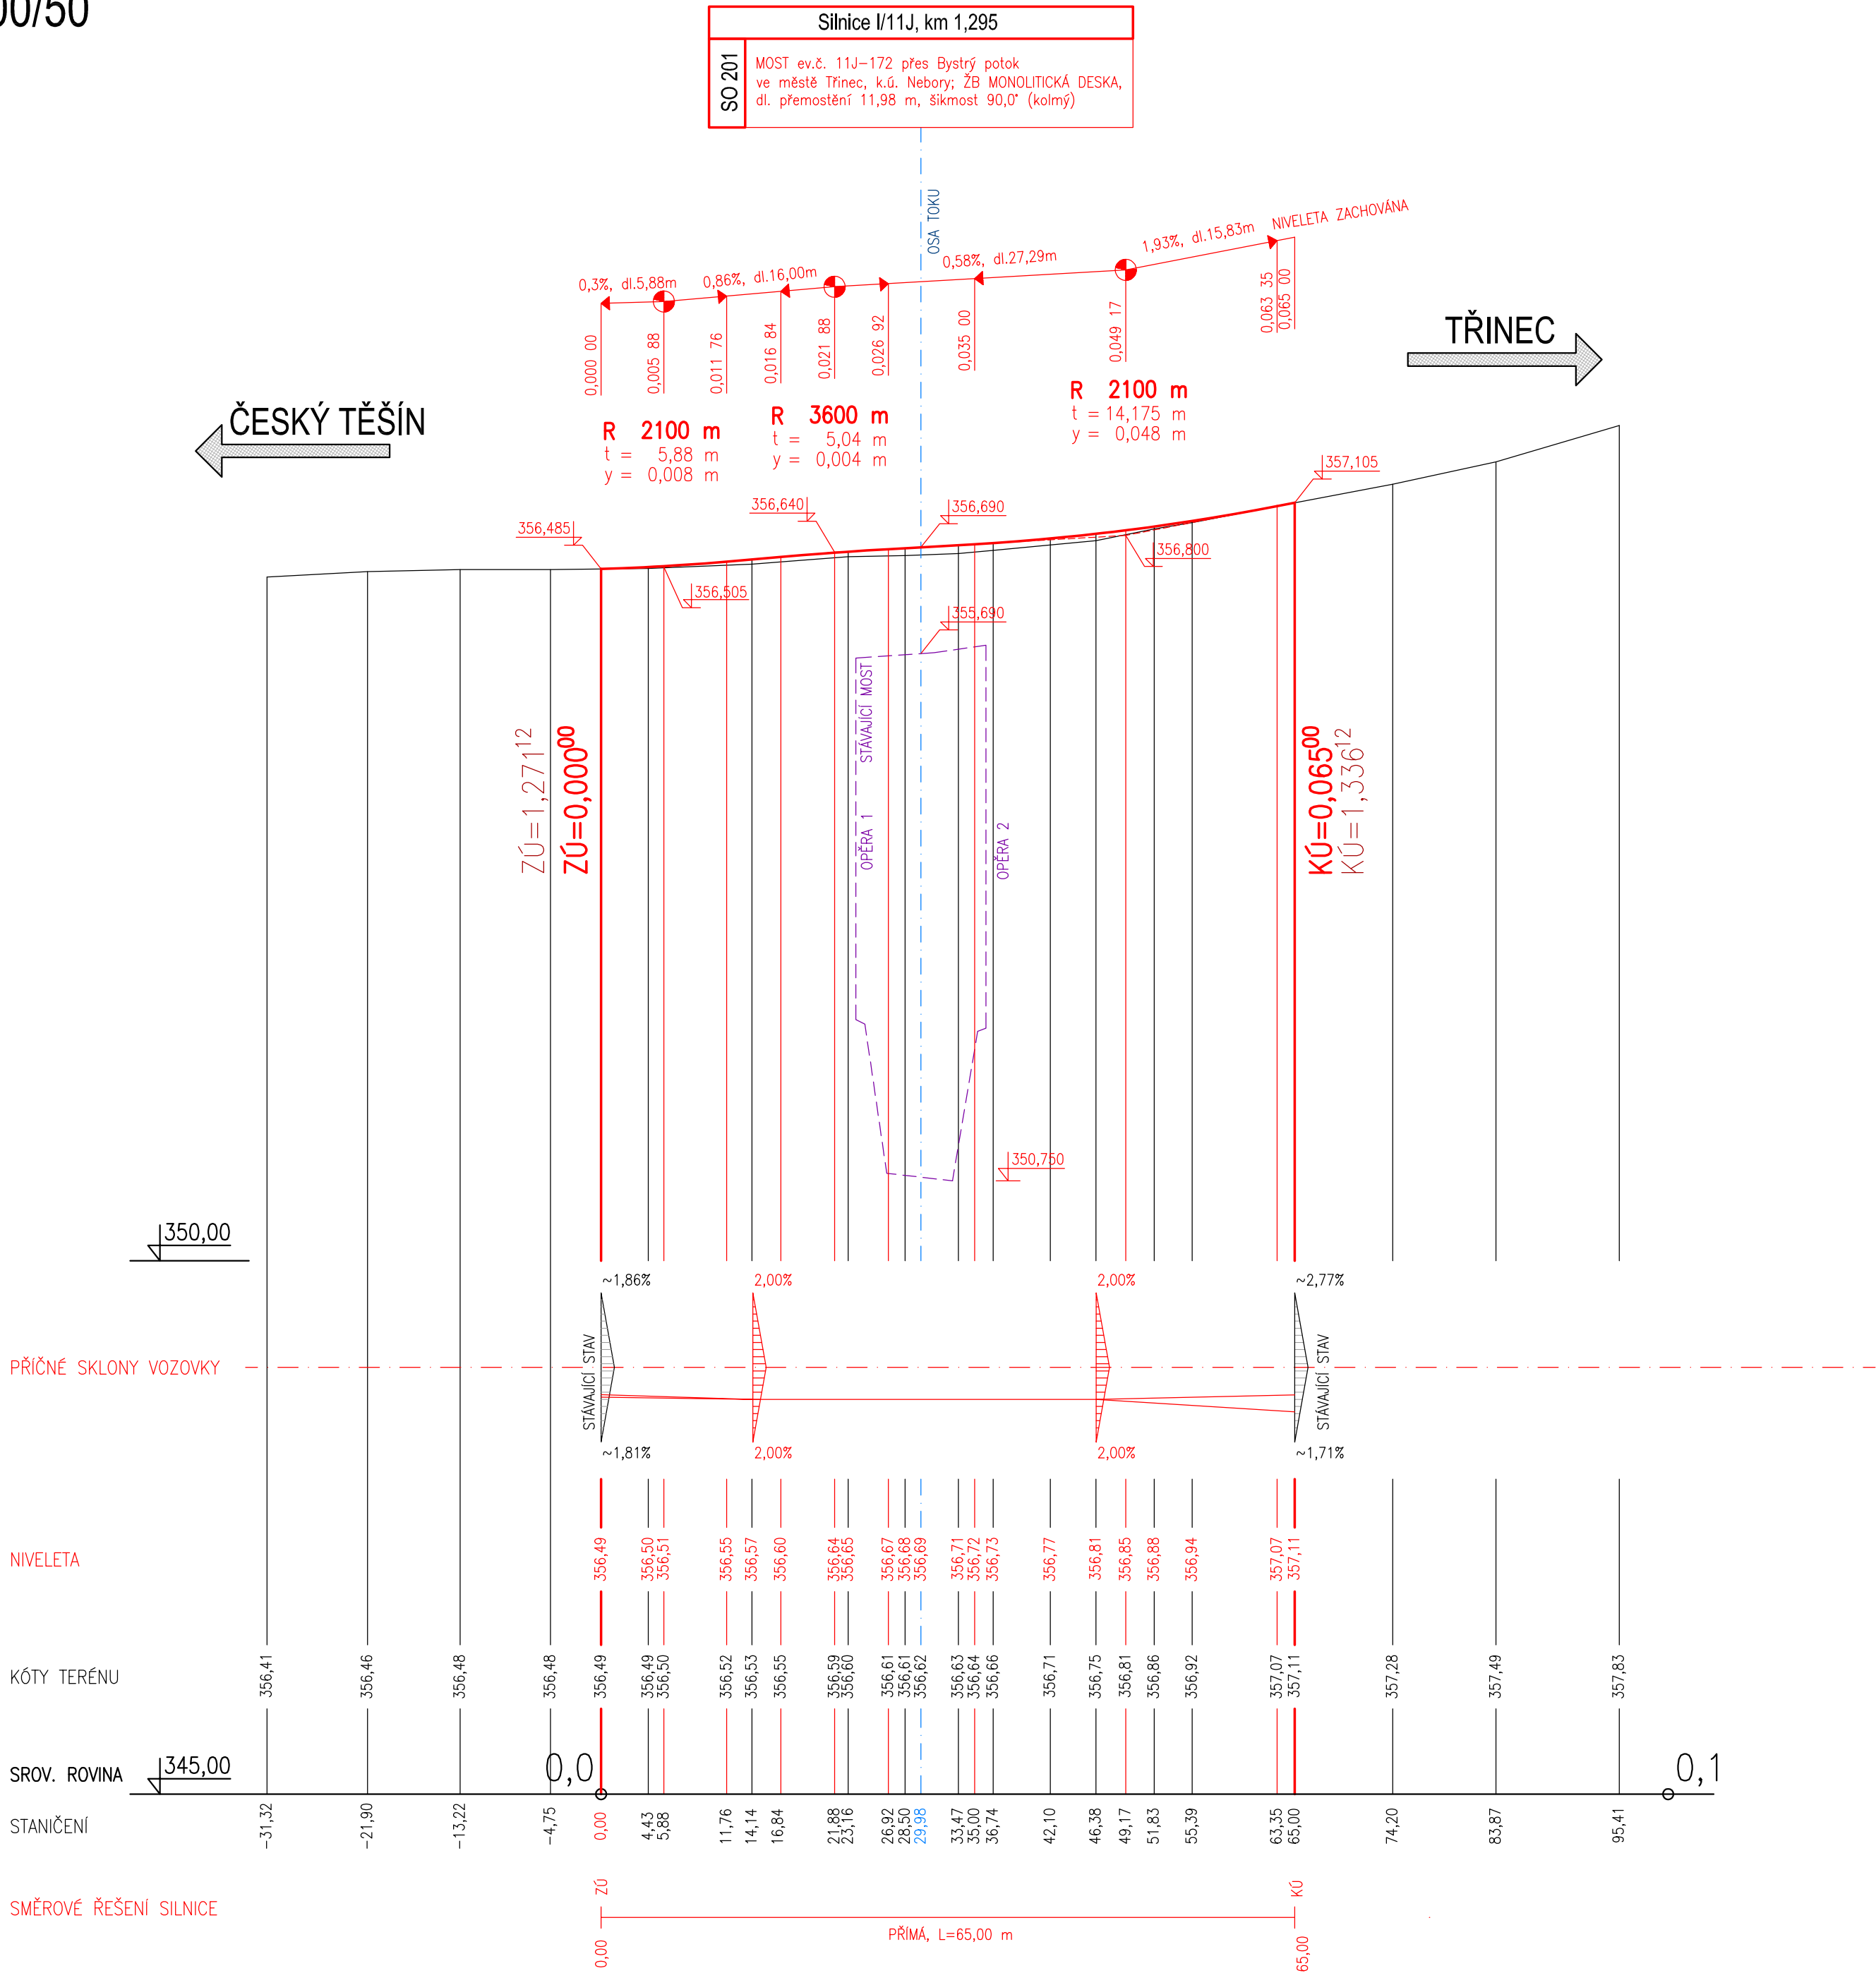 00/50
Silnice I/11J, km 1,295
SO 201
MOST ev.č. 11J-172 přes Bystrý potok
ve městě Třinec, k.ú. Nebory; ŽB MONOLITICKÁ DESKA,
dl. přemostění 11,98 m, šikmost 90,0° (kolmý)
OSA TOKU
0,3%, dl.5,88m
0,86%, dl.16,00m
0,58%, dl.27,29m
1,93%, dl.15,83m
NIVELETA ZACHOVÁNA
0,000 00
0,005 88
0,011 76
0,016 84
0,021 88
0,026 92
0,035 00
0,049 17
0,063 35
0,065 00
TŘINEC
ČESKÝ TĚŠÍN
R 2100 m
t = 5,88 m
y = 0,008 m
R 3600 m
t = 5,04 m
y = 0,004 m
R 2100 m
t = 14,175 m
y = 0,048 m
356,485
356,640
356,690
357,105
356,505
356,800
355,690
STÁVAJÍCÍ MOST
OPĚRA 1
OPĚRA 2
ZÚ=1,271¹²
ZÚ=0,000⁰⁰
KÚ=0,065⁰⁰
KÚ=1,336¹²
350,750
350,00
~1,86%
2,00%
2,00%
~2,77%
PŘÍČNÉ SKLONY VOZOVKY
STÁVAJÍCÍ STAV
STÁVAJÍCÍ STAV
~1,81%
2,00%
2,00%
~1,71%
NIVELETA
356,49
356,50
356,51
356,55
356,57
356,60
356,64
356,65
356,67
356,68
356,69
356,71
356,72
356,73
356,77
356,81
356,85
356,88
356,94
357,07
357,11
KÓTY TERÉNU
356,41
356,46
356,48
356,48
356,49
356,49
356,50
356,52
356,53
356,55
356,59
356,60
356,61
356,61
356,62
356,63
356,64
356,66
356,71
356,75
356,81
356,86
356,92
357,07
357,11
357,28
357,49
357,83
SROV. ROVINA
345,00
0,0
0,1
STANIČENÍ
-31,32
-21,90
-13,22
-4,75
0,00
4,43
5,88
11,76
14,14
16,84
21,88
23,16
26,92
28,50
29,98
33,47
35,00
36,74
42,10
46,38
49,17
51,83
55,39
63,35
65,00
74,20
83,87
95,41
SMĚROVÉ ŘEŠENÍ SILNICE
ZÚ
KÚ
PŘÍMÁ, L=65,00 m
0,00
65,00